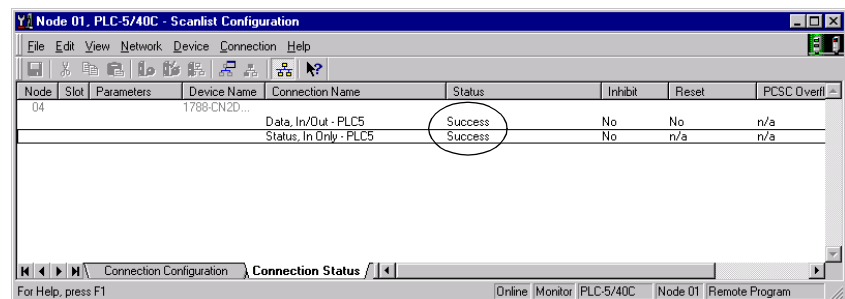 Node 01, PLC-5/40C - Scanlist Configuration
File Edit View Network Device Connection Help
Node Slot Parameters Device Name Connection Name Status Inhibit Reset PCSC Overfl
04 1788-CN2D...
Data, In/Out - PLC5 Success No No n/a
Status, In Only - PLC5 Success No n/a n/a
Connection Configuration Connection Status
For Help, press F1 Online Monitor PLC-5/40C Node 01 Remote Program